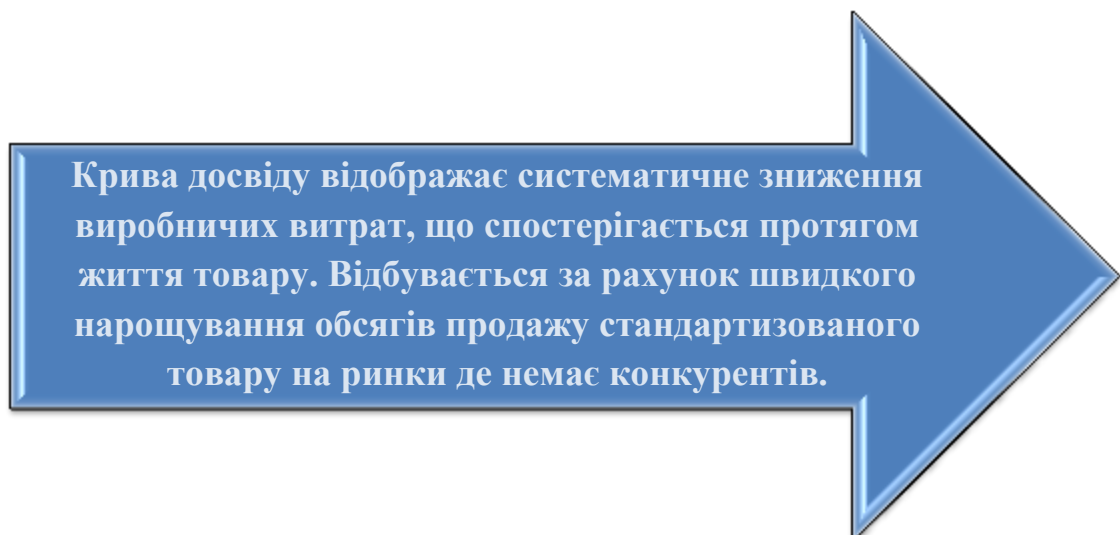 Крива досвіду відображає систематичне зниження
виробничих витрат, що спостерігається протягом
життя товару. Відбувається за рахунок швидкого
нарощування обсягів продажу стандартизованого
товару на ринки де немає конкурентів.